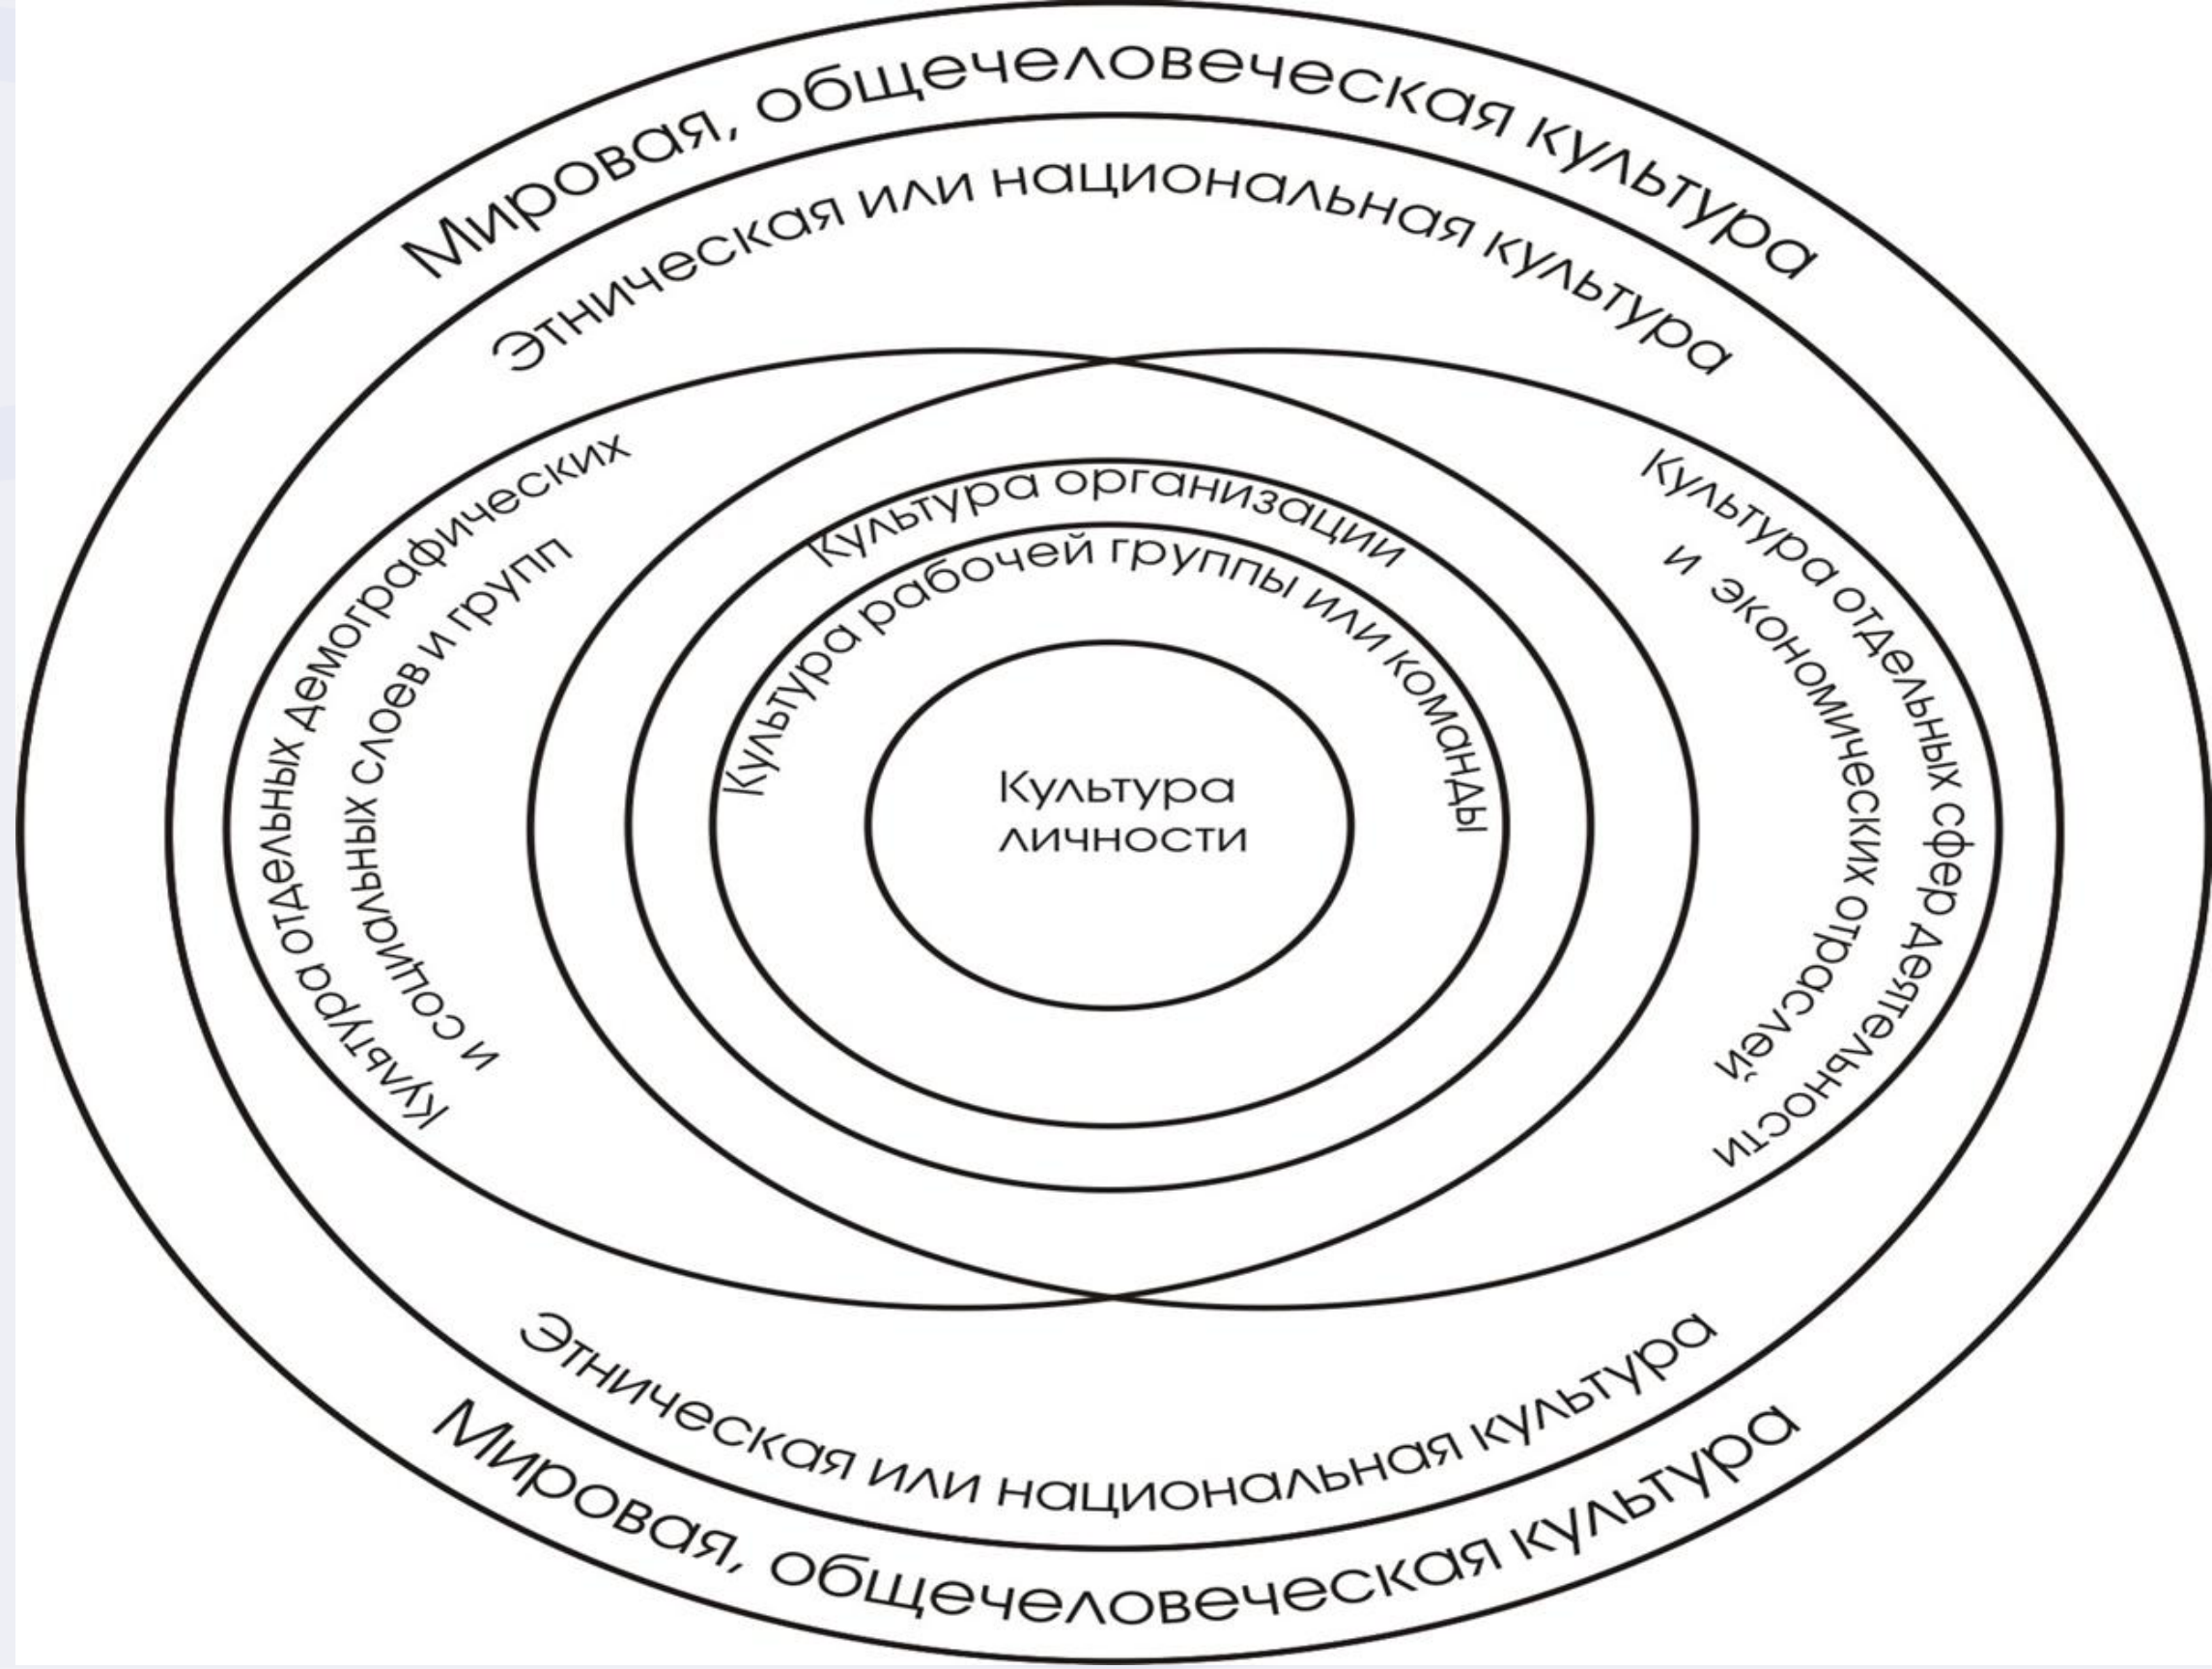 Мировая, общечеловеческая культура
Этническая или национальная культура
Культура отдельных демографических
и социальных слоев и групп
Культура отдельных сфер деятельности
и экономических отраслей
Культура организации
Культура рабочей группы или команды
Культура
личности
Этническая или национальная культура
Мировая, общечеловеческая культура